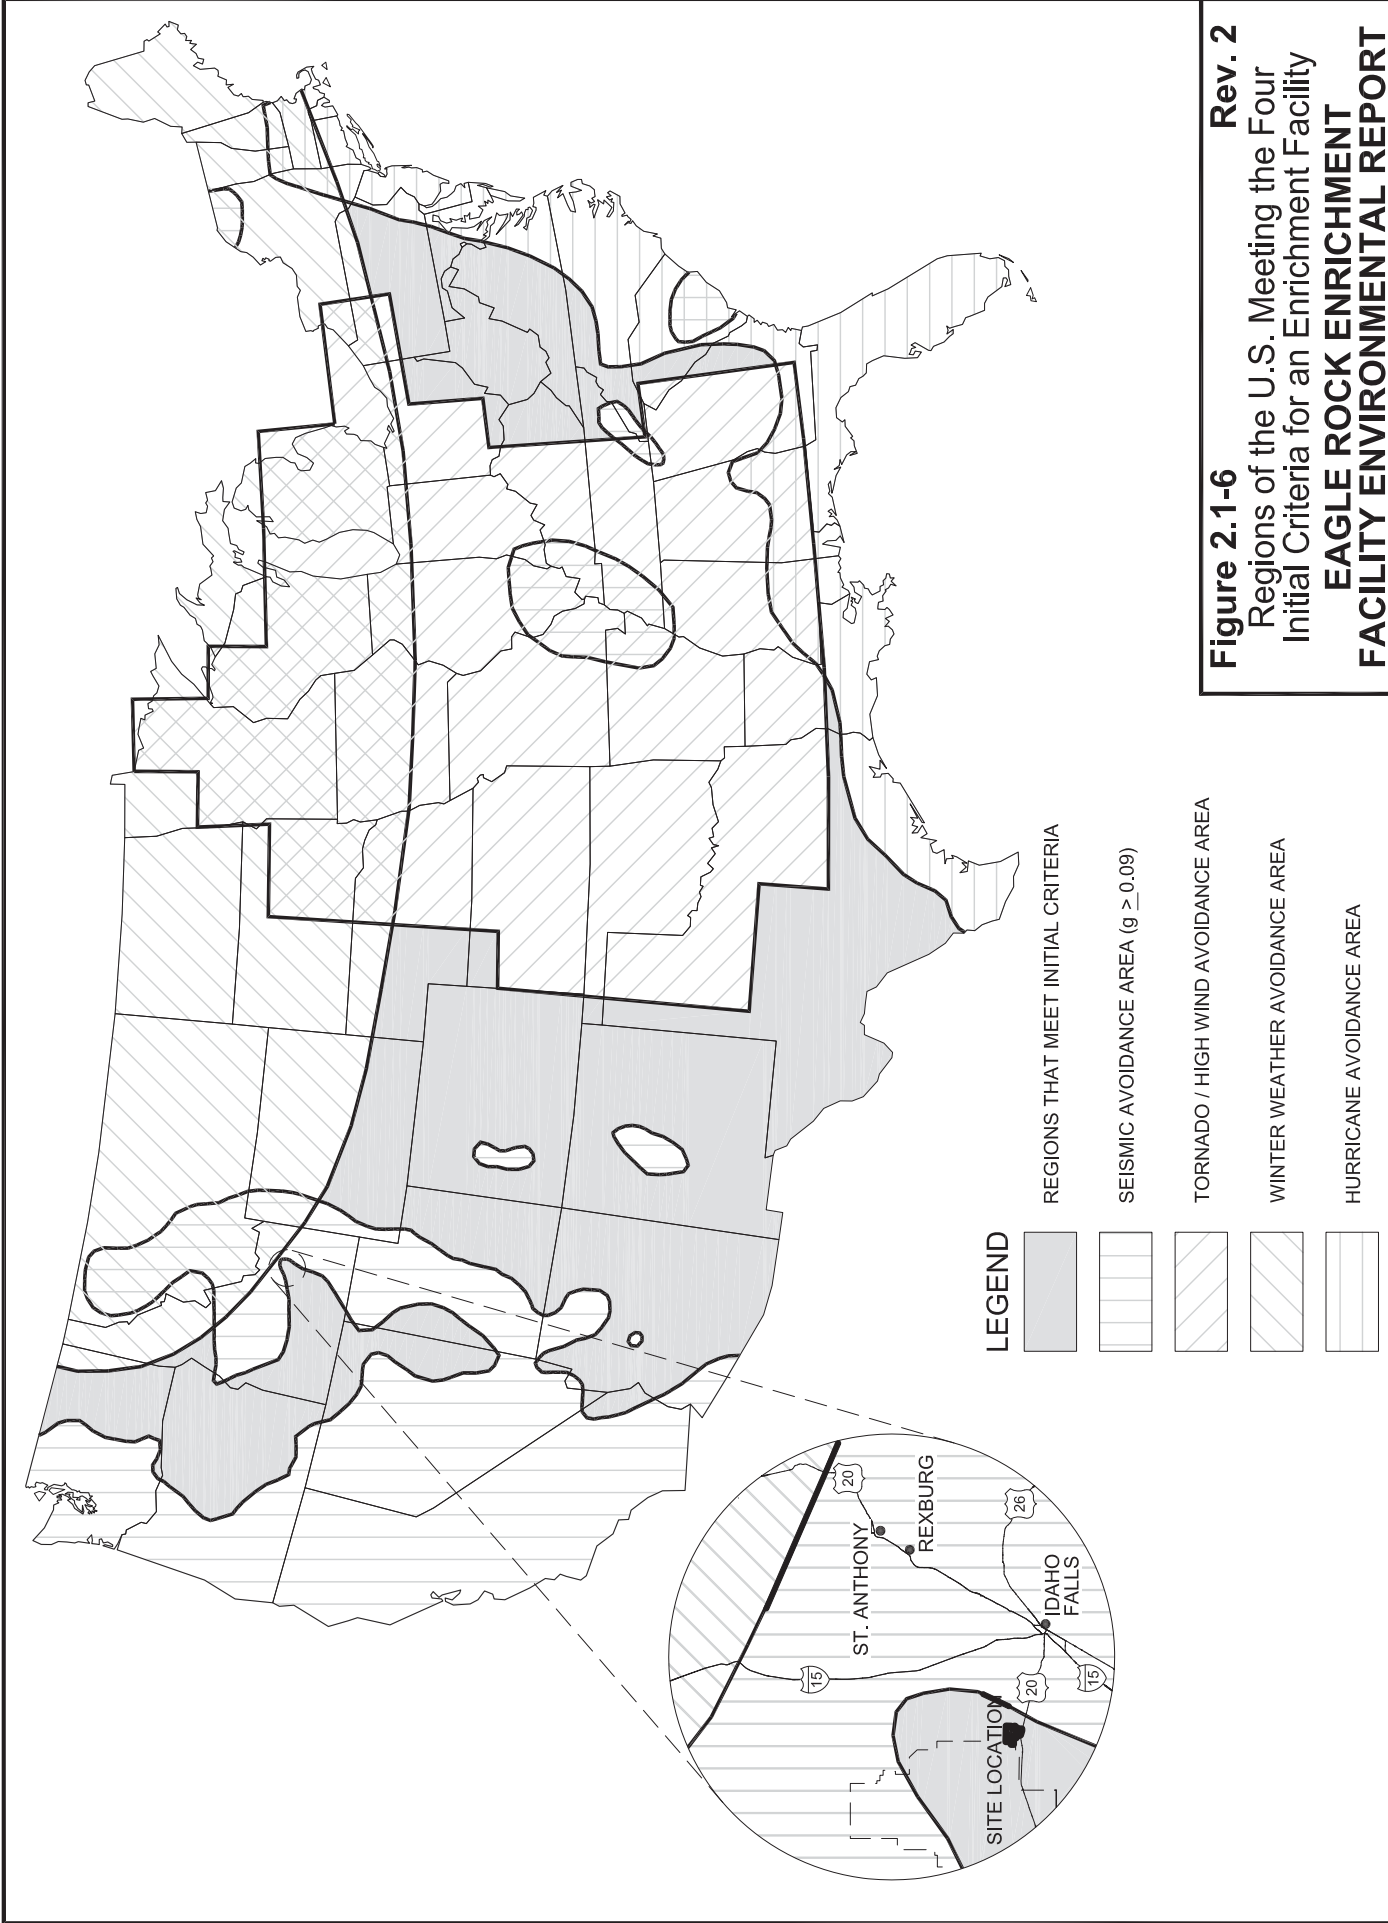 ST. ANTHONY
REXBURG
IDAHO
FALLS
SITE LOCATION
20
26
15
20
15
LEGEND
REGIONS THAT MEET INITIAL CRITERIA
SEISMIC AVOIDANCE AREA (g ≥ 0.09)
TORNADO / HIGH WIND AVOIDANCE AREA
WINTER WEATHER AVOIDANCE AREA
HURRICANE AVOIDANCE AREA
Figure 2.1-6 Rev. 2
Regions of the U.S. Meeting the Four
Initial Criteria for an Enrichment Facility
EAGLE ROCK ENRICHMENT
FACILITY ENVIRONMENTAL REPORT